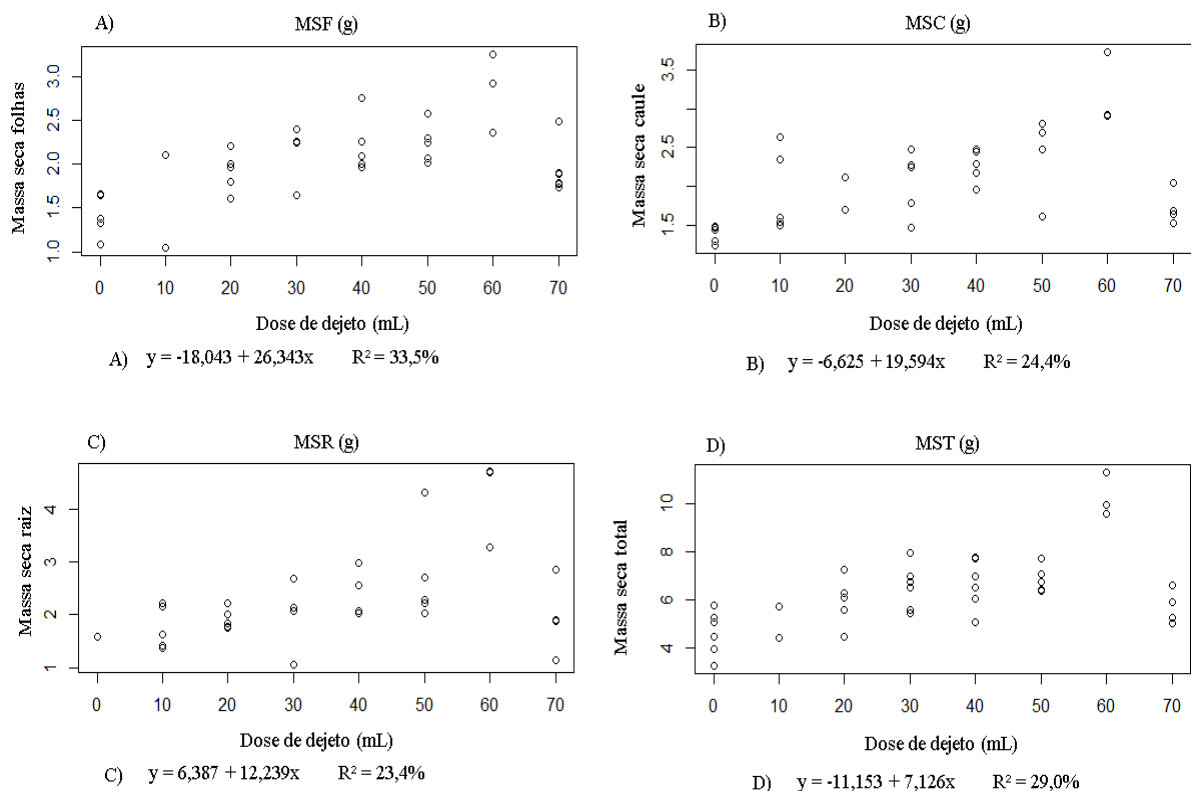 A) MSF (g)
Massa seca folhas
3.0
2.5
2.0
1.5
1.0
0 10 20 30 40 50 60 70
Dose de dejeto (mL)
A) y = -18,043 + 26,343x R² = 33,5%
B) MSC (g)
Massa seca caule
3.5
2.5
1.5
0 10 20 30 40 50 60 70
Dose de dejeto (mL)
B) y = -6,625 + 19,594x R² = 24,4%
C) MSR (g)
Massa seca raiz
4
3
2
1
0 10 20 30 40 50 60 70
Dose de dejeto (mL)
C) y = 6,387 + 12,239x R² = 23,4%
D) MST (g)
Massa seca total
10
8
6
4
0 10 20 30 40 50 60 70
Dose de dejeto (mL)
D) y = -11,153 + 7,126x R² = 29,0%